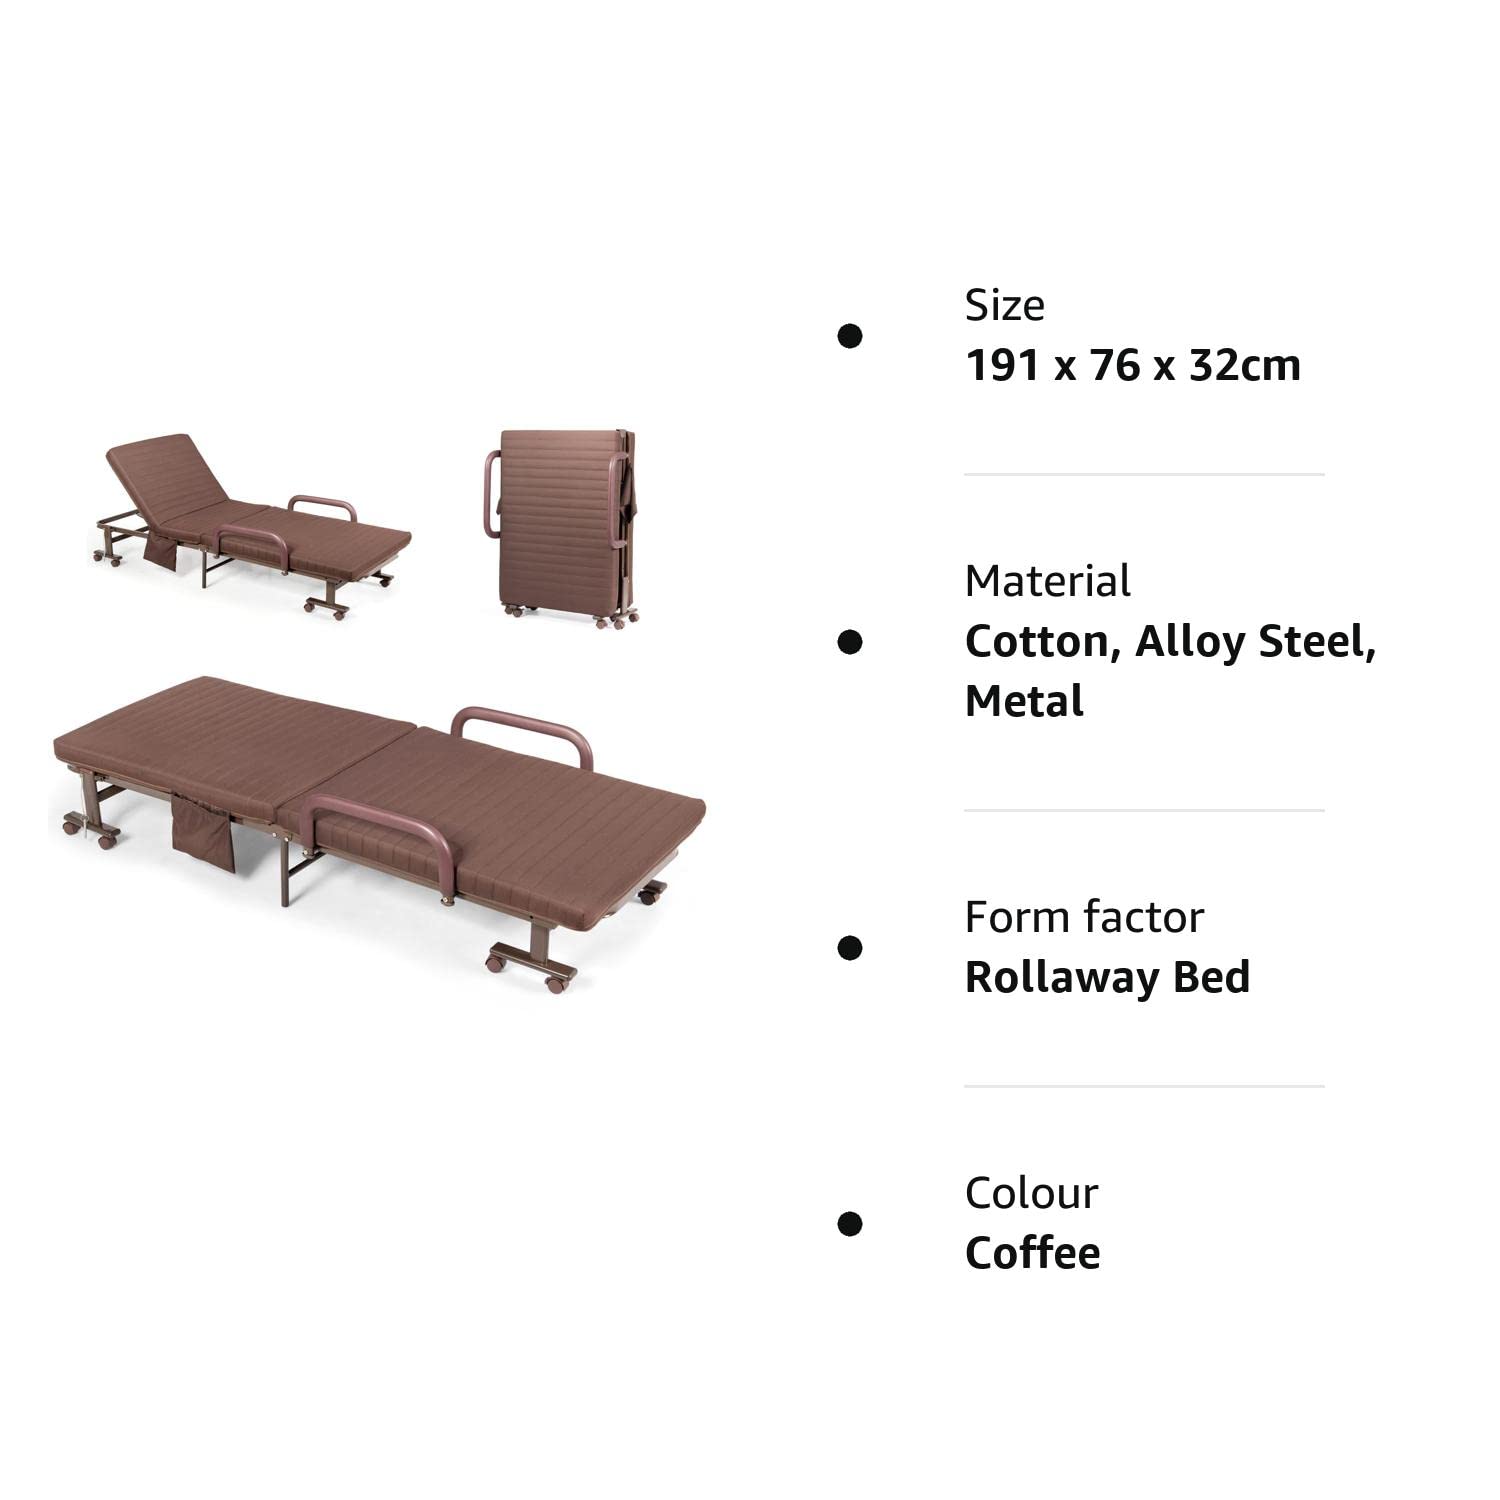 Size
191 x 76 x 32cm
Material
Cotton, Alloy Steel,
Metal
Form factor
Rollaway Bed
Colour
Coffee